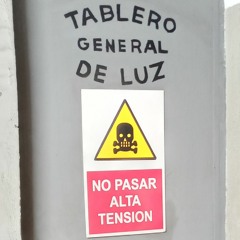 TABLERO
GENERAL
DE LUZ
NO PASAR
ALTA
TENSION